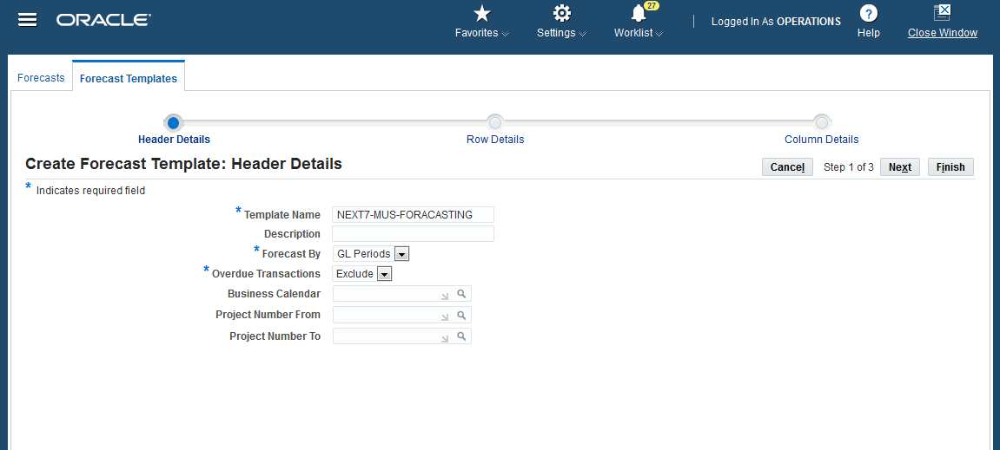 ORACLE
27
Favorites Settings Worklist Logged In As OPERATIONS Help Close Window
Forecasts Forecast Templates
Header Details Row Details Column Details
Create Forecast Template: Header Details Cancel Step 1 of 3 Next Finish
* Indicates required field
* Template Name NEXT7-MUS-FORACASTING
Description
* Forecast By GL Periods
* Overdue Transactions Exclude
Business Calendar
Project Number From
Project Number To